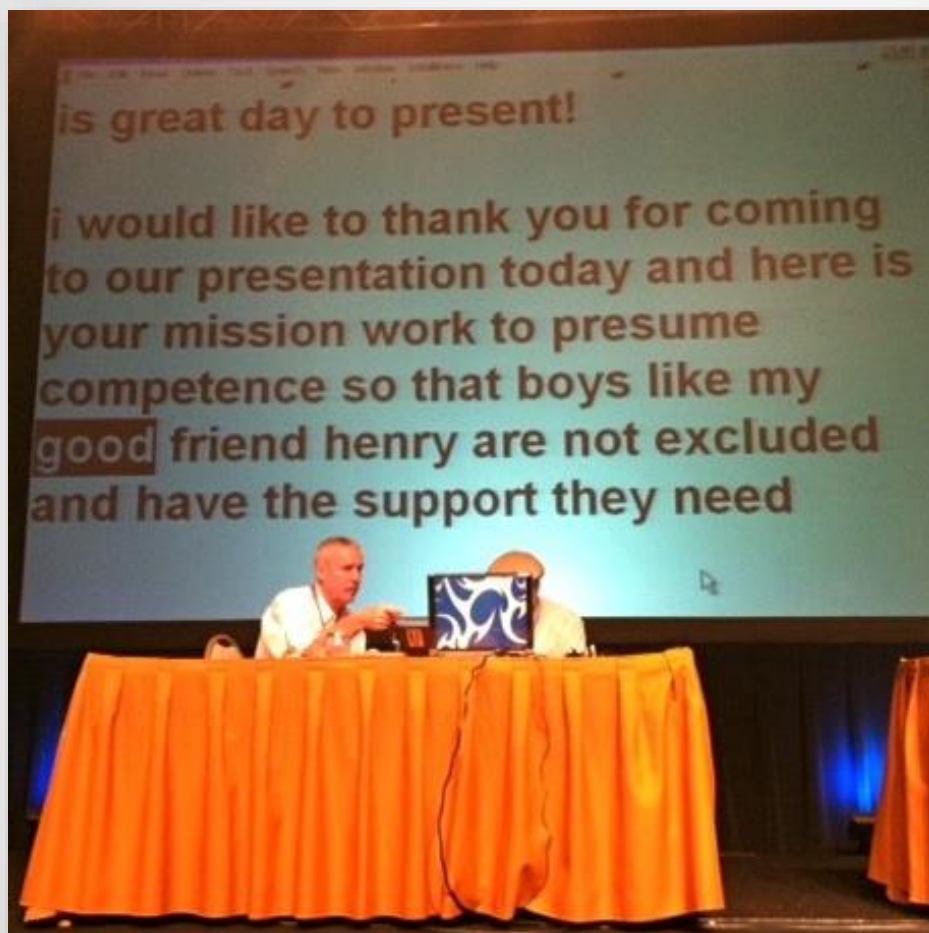 is great day to present!
i would like to thank you for coming
to our presentation today and here is
your mission work to presume
competence so that boys like my
good friend henry are not excluded
and have the support they need